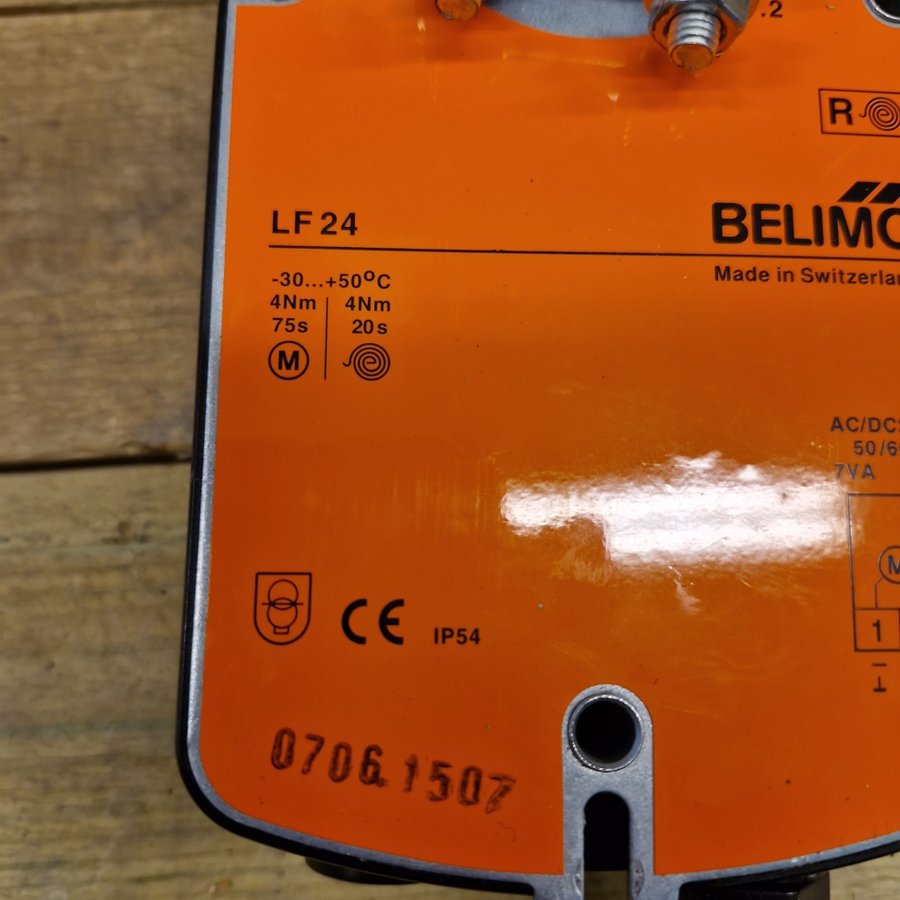 .2
R
LF 24
BELIMO
Made in Switzerlan
-30...+50°C
4Nm 4Nm
75s 20s
M
AC/DC
50/6
7VA
M
1
CE IP54
0706.1507